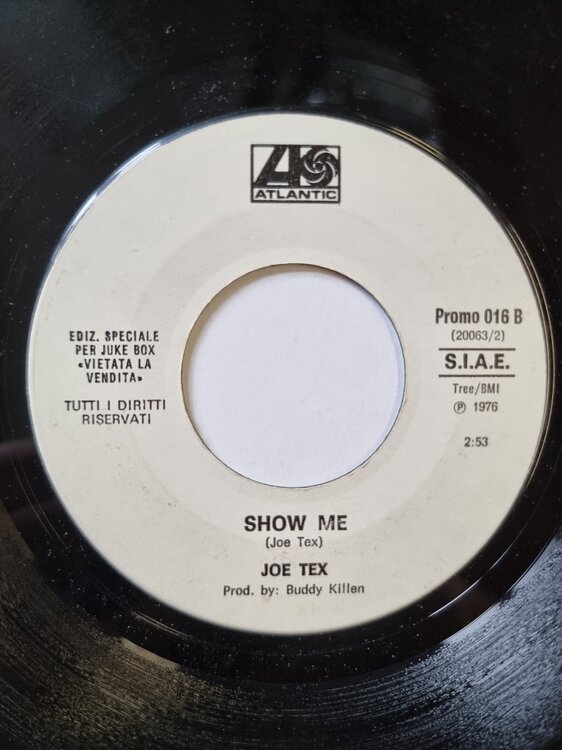 ATLANTIC
EDIZ. SPECIALE
PER JUKE BOX
«VIETATA LA
VENDITA»
TUTTI I DIRITTI
RISERVATI
Promo 016 B
(20063/2)
S.I.A.E.
Tree/BMI
℗ 1976
2:53
SHOW ME
(Joe Tex)
JOE TEX
Prod. by: Buddy Killen